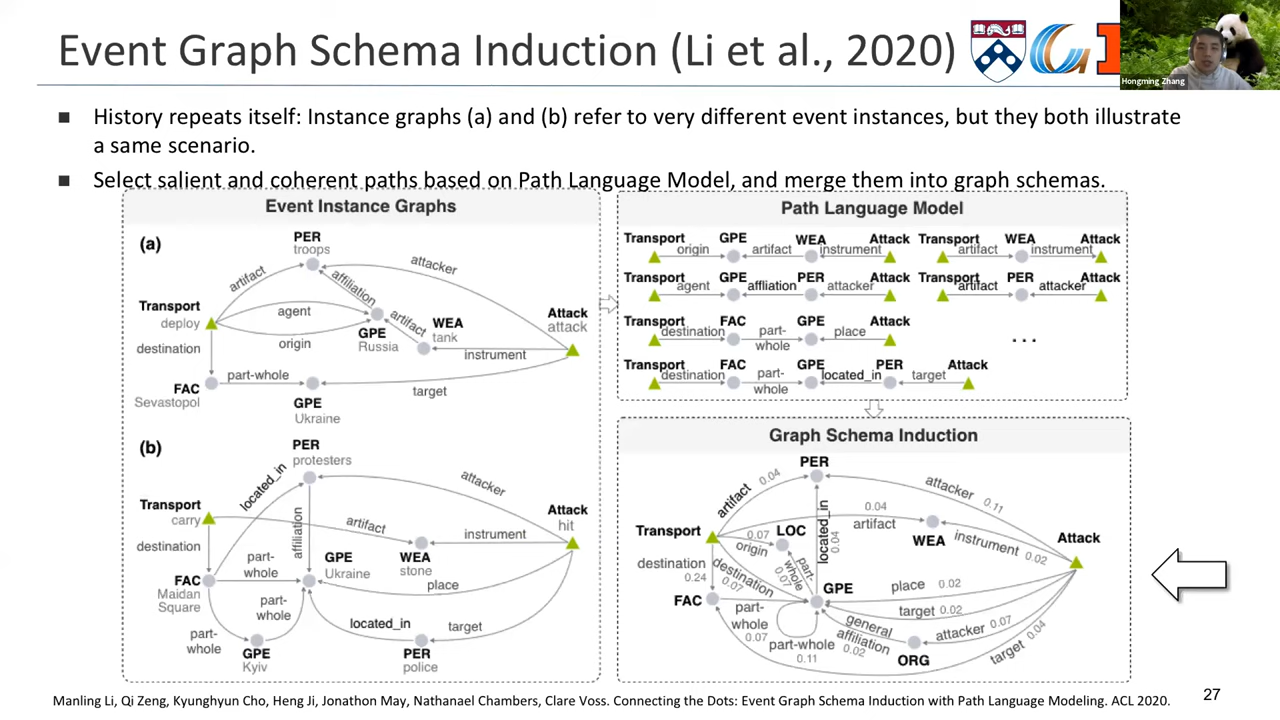 Event Graph Schema Induction (Li et al., 2020)
Hongming Zhang
■ History repeats itself: Instance graphs (a) and (b) refer to very different event instances, but they both illustrate
a same scenario.
■ Select salient and coherent paths based on Path Language Model, and merge them into graph schemas.
Event Instance Graphs
(a)
PER
troops
artifact
affiliation
attacker
Transport
deploy
agent
origin
artifact
GPE
Russia
WEA
tank
Attack
attack
destination
instrument
part-whole
target
FAC
Sevastopol
GPE
Ukraine
(b)
PER
protesters
located_in
attacker
Transport
carry
affiliation
artifact
instrument
Attack
hit
destination
part-
whole
GPE
Ukraine
WEA
stone
place
FAC
Maidan
Square
part-
whole
located_in
target
part-
whole
GPE
Kyiv
PER
police
Path Language Model
Transport GPE WEA Attack Transport WEA Attack
origin artifact instrument artifact instrument
Transport GPE PER Attack Transport PER Attack
agent affliation attacker artifact attacker
Transport FAC GPE Attack
destination part-
whole place
. . .
Transport FAC GPE PER Attack
destination part-
whole located_in target
Graph Schema Induction
PER
artifact 0.04
attacker 0.11
located_in 0.04
0.04
artifact
Transport
0.07
origin
LOC
WEA
instrument 0.02
Attack
destination
0.24
destination
0.07
part-
whole
0.07
FAC
GPE
place 0.02
target 0.02
part-
whole
0.07
part-whole
0.11
general
affiliation
0.02
attacker 0.07
ORG
target 0.04
Manling Li, Qi Zeng, Kyunghyun Cho, Heng Ji, Jonathon May, Nathanael Chambers, Clare Voss. Connecting the Dots: Event Graph Schema Induction with Path Language Modeling. ACL 2020.
27